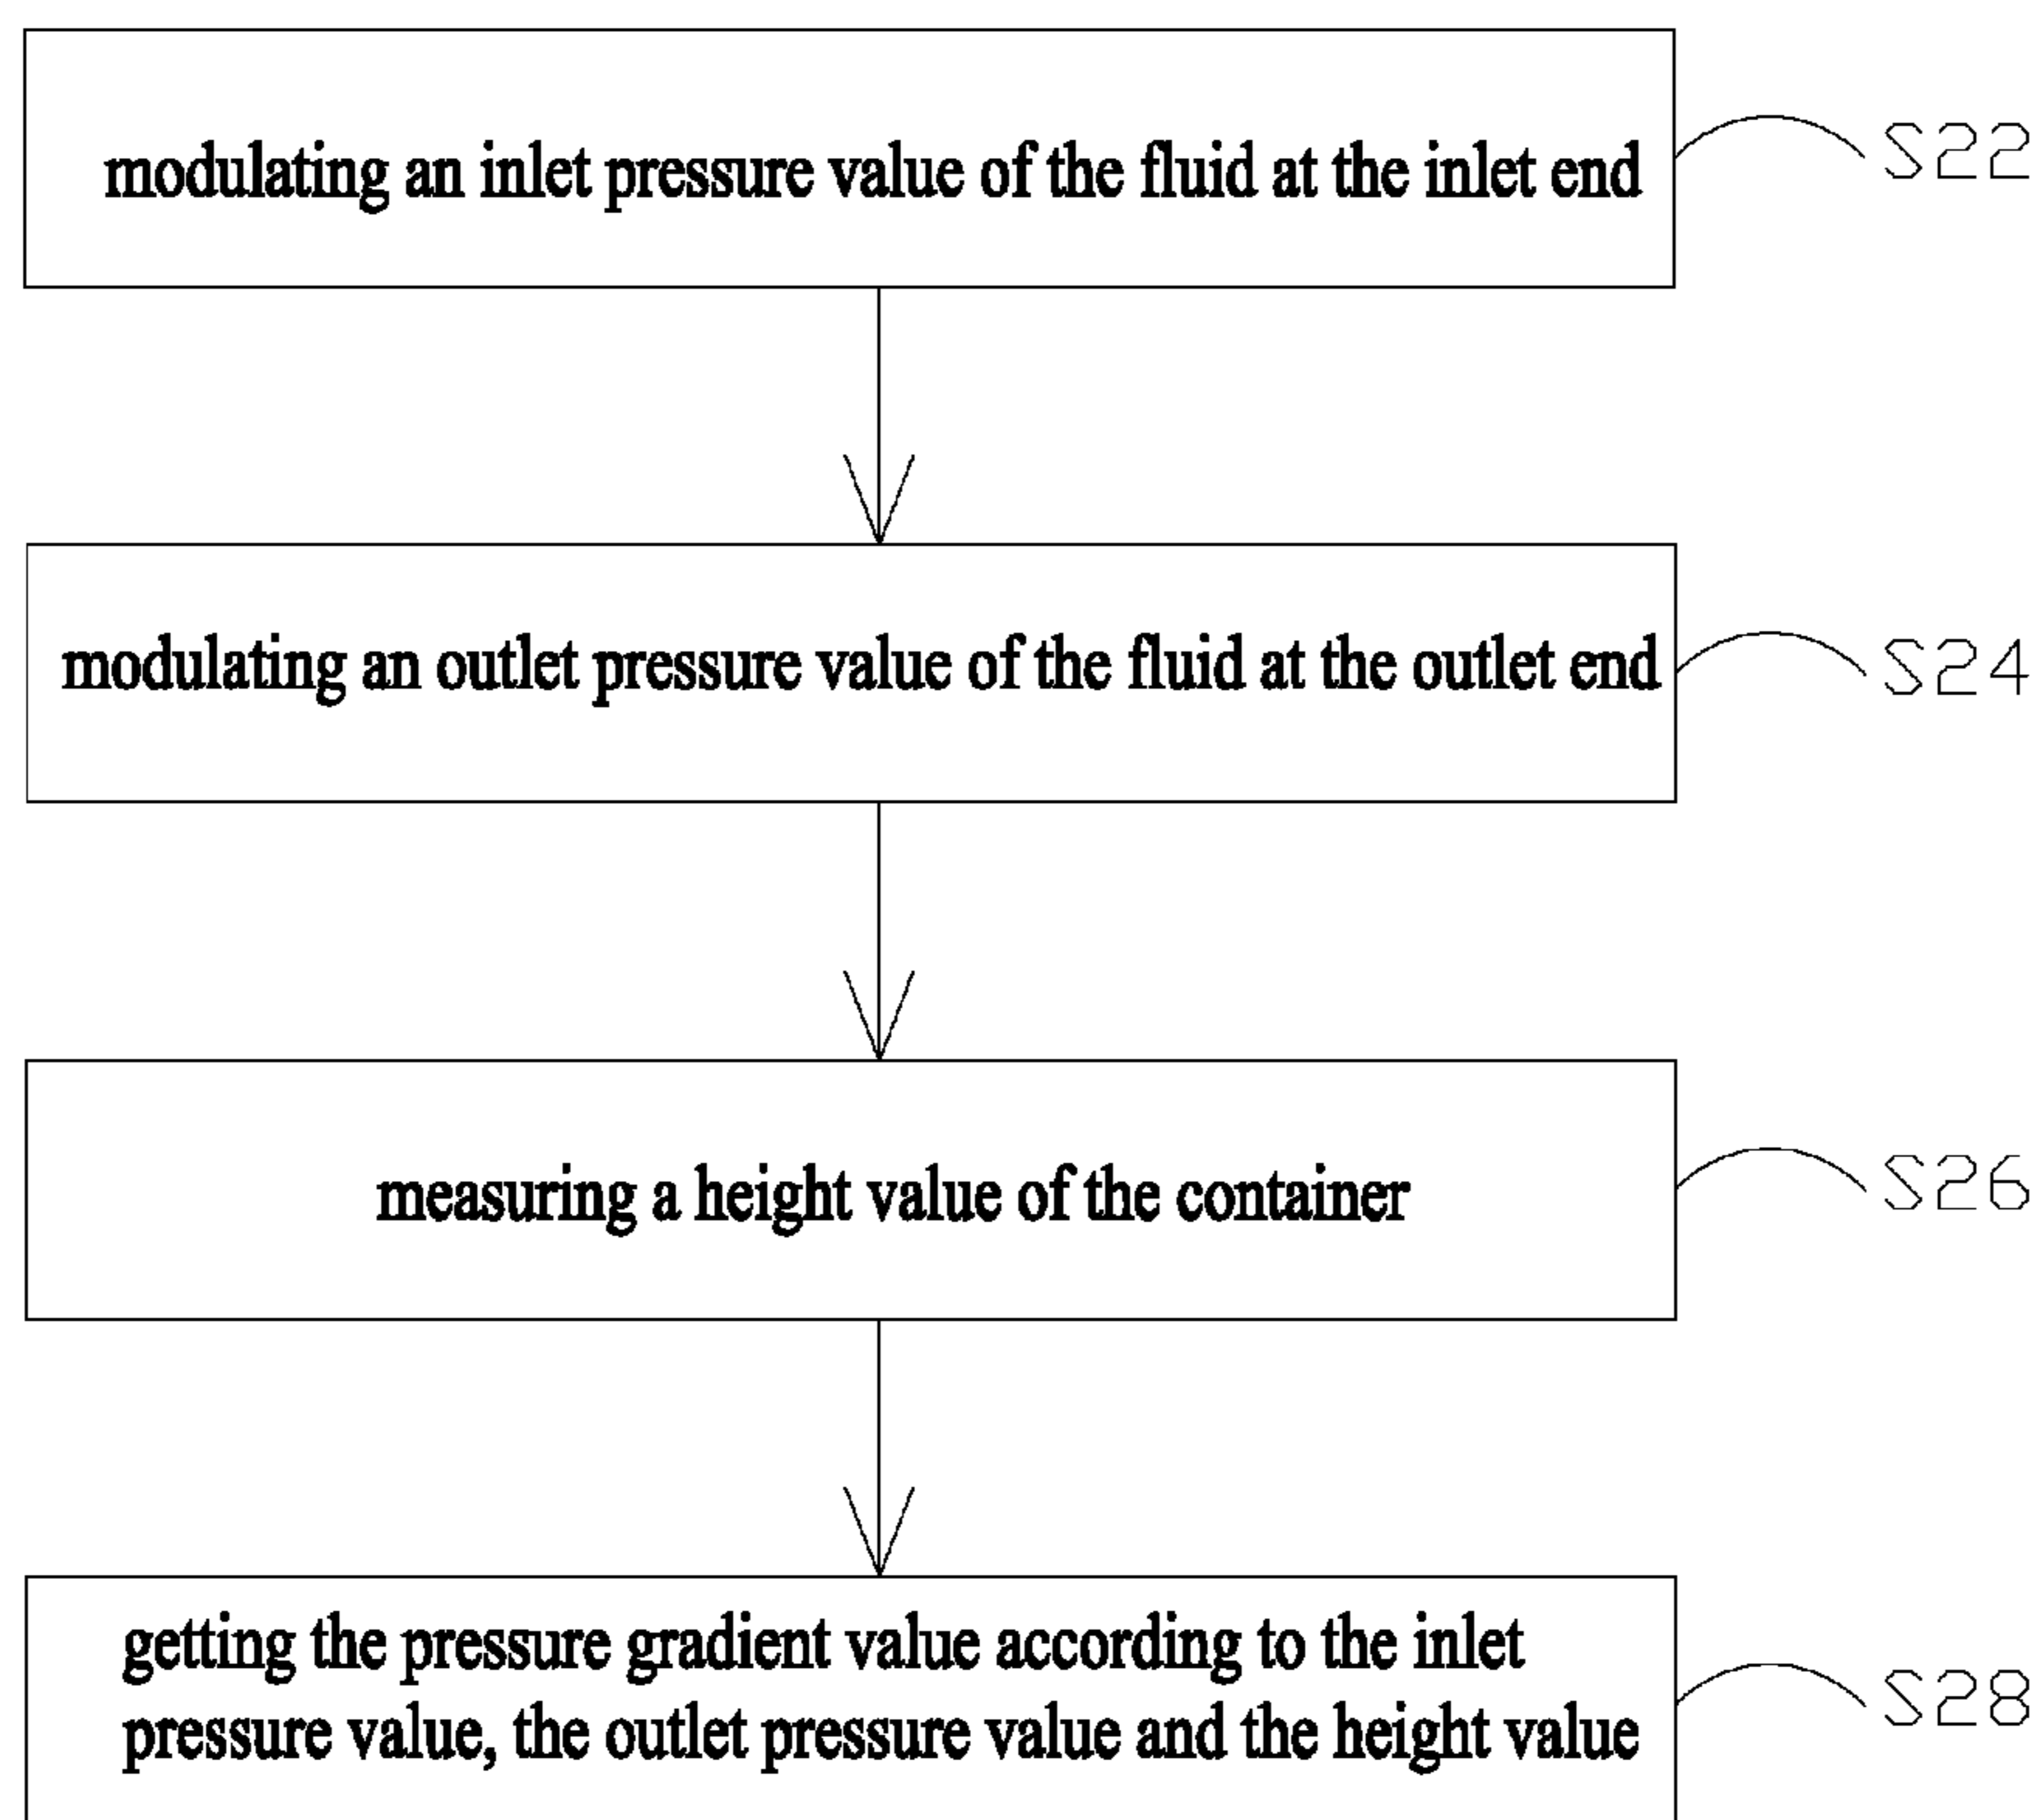 modulating an inlet pressure value of the fluid at the inlet end
S22
modulating an outlet pressure value of the fluid at the outlet end
S24
measuring a height value of the container
S26
getting the pressure gradient value according to the inlet
pressure value, the outlet pressure value and the height value
S28